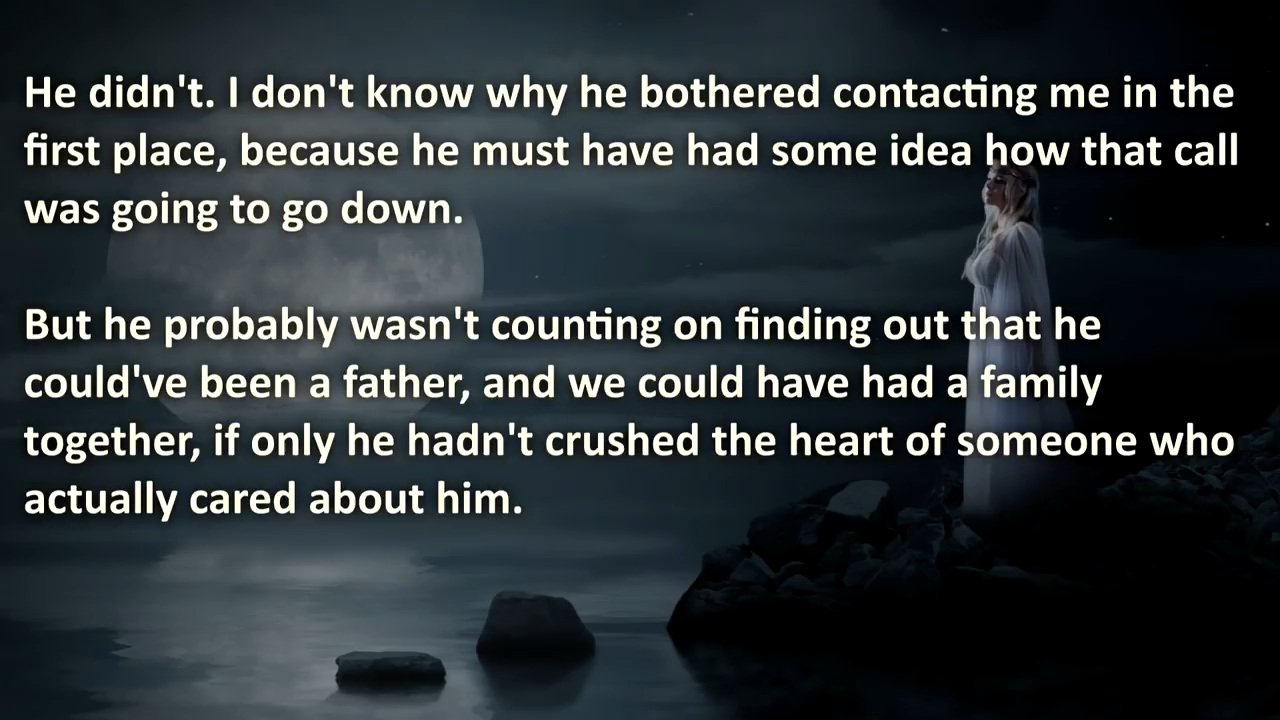 He didn't. I don't know why he bothered contacting me in the
first place, because he must have had some idea how that call
was going to go down.
But he probably wasn't counting on finding out that he
could've been a father, and we could have had a family
together, if only he hadn't crushed the heart of someone who
actually cared about him.